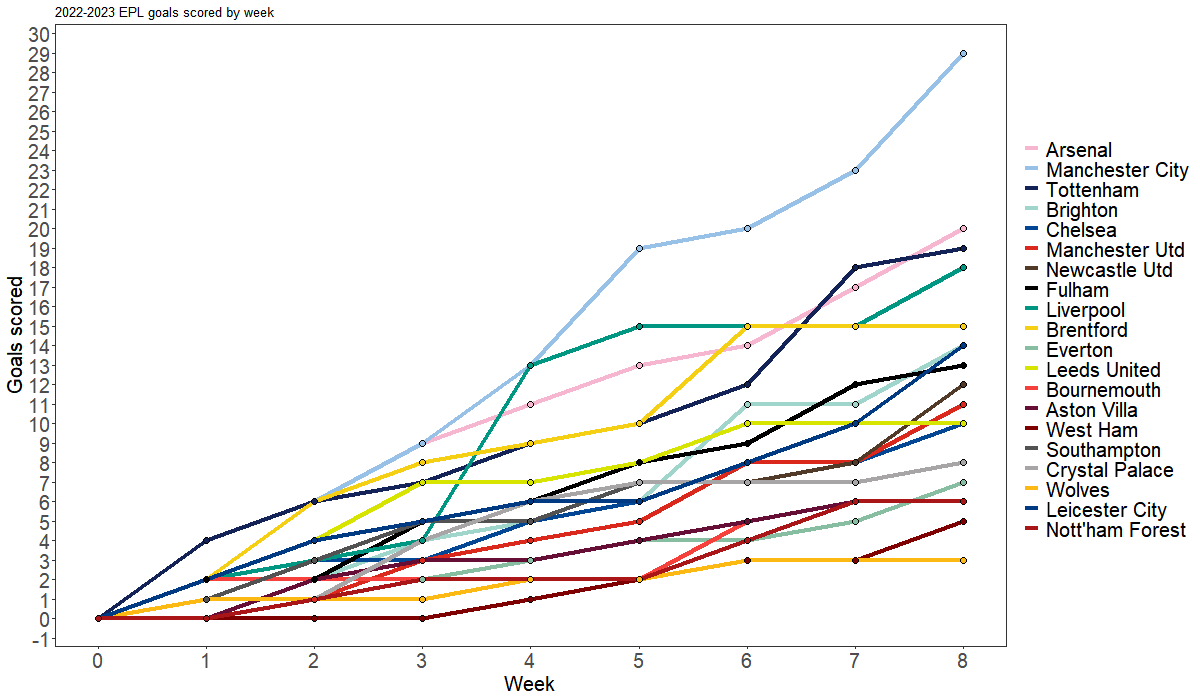 2022-2023 EPL goals scored by week
30
29
28
27
26
25
24
23
22
21
20
19
18
17
16
15
14
13
12
11
10
9
8
7
6
5
4
3
2
1
0
-1
Goals scored
0 1 2 3 4 5 6 7 8
Week
Arsenal
Manchester City
Tottenham
Brighton
Chelsea
Manchester Utd
Newcastle Utd
Fulham
Liverpool
Brentford
Everton
Leeds United
Bournemouth
Aston Villa
West Ham
Southampton
Crystal Palace
Wolves
Leicester City
Nott'ham Forest